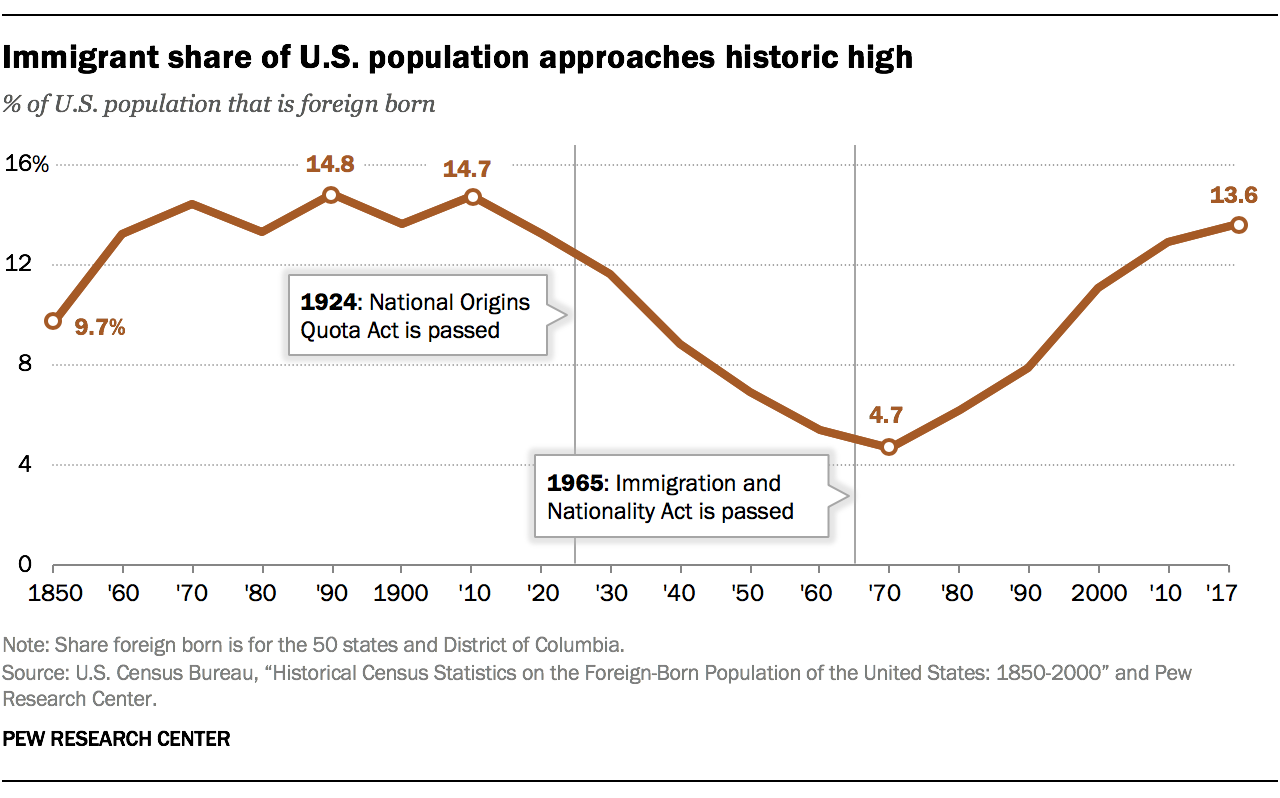 Immigrant share of U.S. population approaches historic high
% of U.S. population that is foreign born
16%
14.8
14.7
13.6
12
1924: National Origins
Quota Act is passed
9.7%
8
4.7
4
1965: Immigration and
Nationality Act is passed
0
1850 '60 '70 '80 '90 1900 '10 '20 '30 '40 '50 '60 '70 '80 '90 2000 '10 '17
Note: Share foreign born is for the 50 states and District of Columbia.
Source: U.S. Census Bureau, “Historical Census Statistics on the Foreign-Born Population of the United States: 1850-2000” and Pew
Research Center.
PEW RESEARCH CENTER